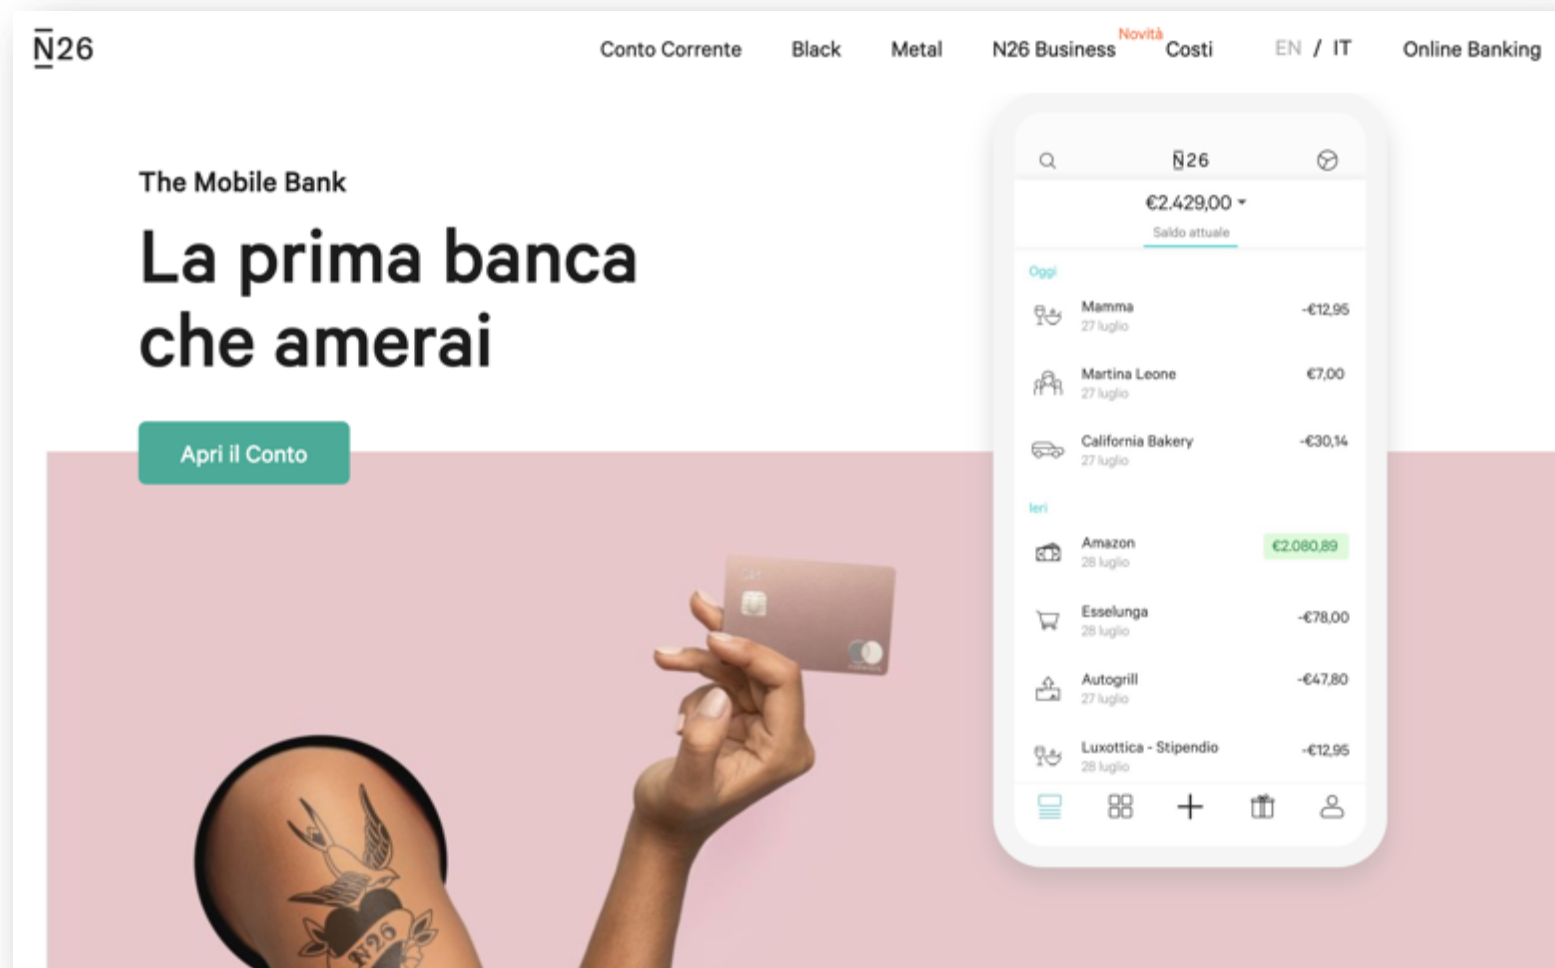 N26
Conto Corrente
Black
Metal
N26 Business
Novità
Costi
EN / IT
Online Banking
The Mobile Bank
La prima banca
che amerai
Apri il Conto
N26
€2.429,00
Saldo attuale
Oggi
Mamma -€12,95
27 luglio
Martina Leone €7,00
27 luglio
California Bakery -€30,14
27 luglio
Ieri
Amazon €2.080,89
28 luglio
Esselunga -€78,00
28 luglio
Autogrill -€47,80
27 luglio
Luxottica - Stipendio -€12,95
28 luglio
N26